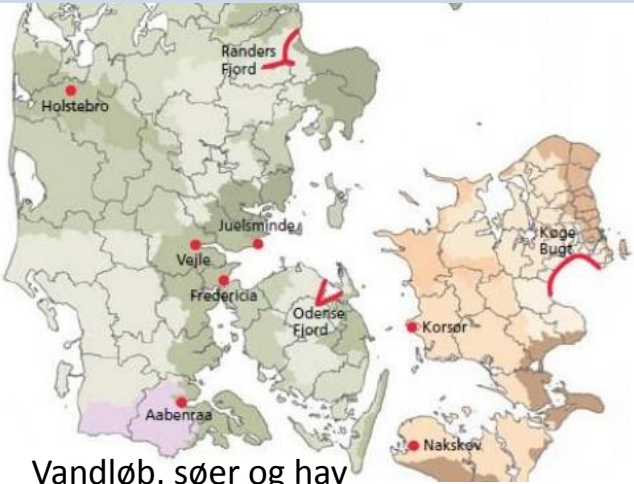 Randers
Fjord
Holstebro
Juelsminde
Køge
Bugt
Vejle
Fredericia
Odense
Fjord
Korsør
Aabenraa
Nakskov
Vandløb, søer og hav